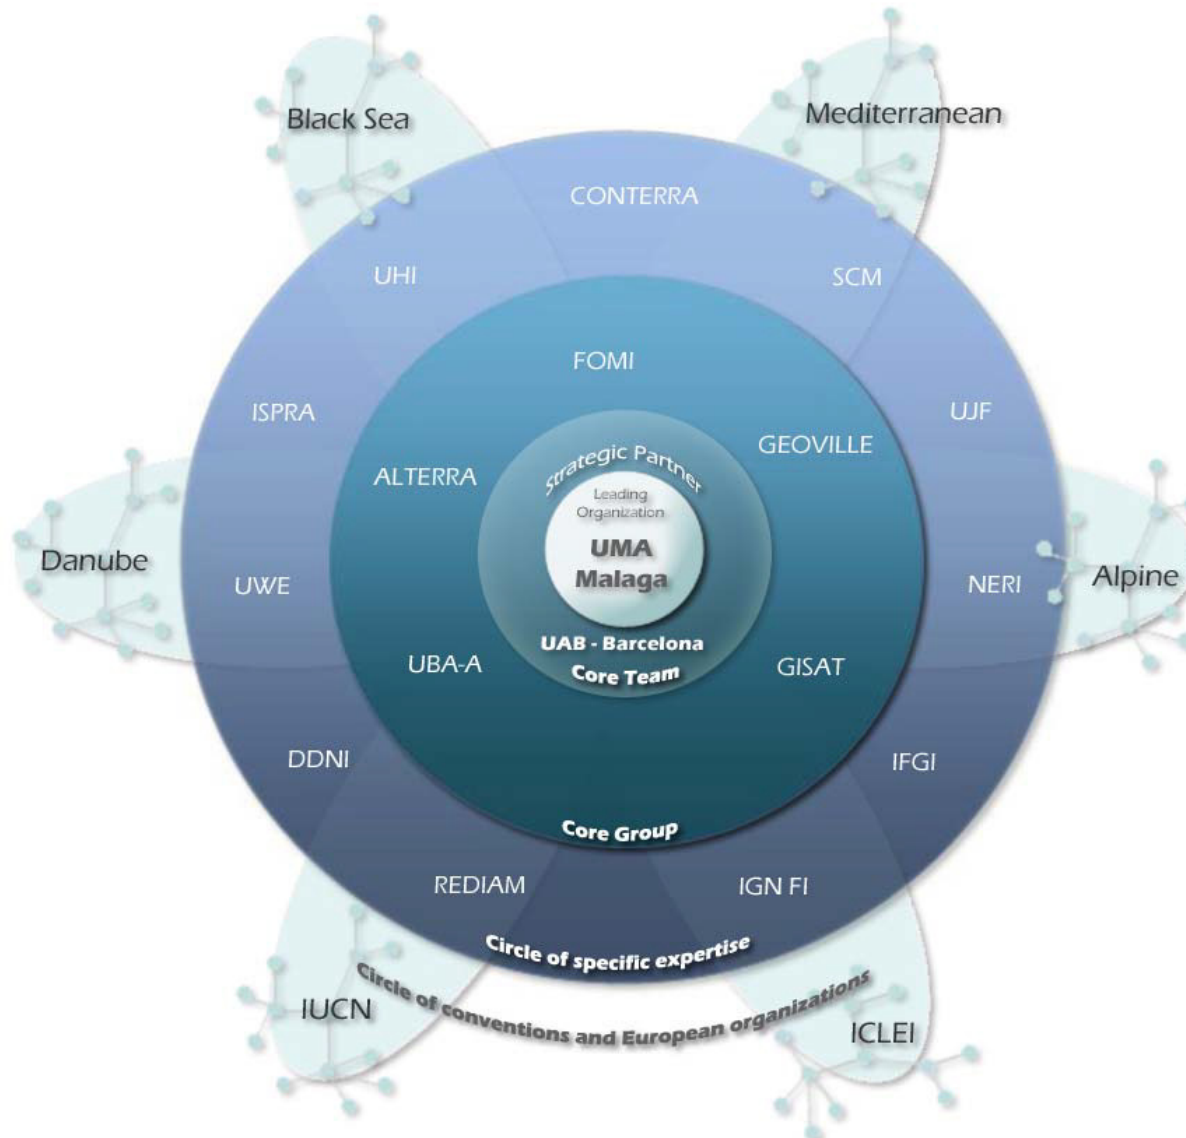 Black Sea
Mediterranean
CONTERRA
UHI
SCM
FOMI
ISPRA
UJF
GEOVILLE
ALTERRA
Strategic Partner
Leading
Organization
UMA
Malaga
Danube
Alpine
UWE
NERI
UAB - Barcelona
Core Team
UBA-A
GISAT
DDNI
IFGI
Core Group
REDIAM
IGN FI
Circle of specific expertise
Circle of conventions and European organizations
IUCN
ICLEI